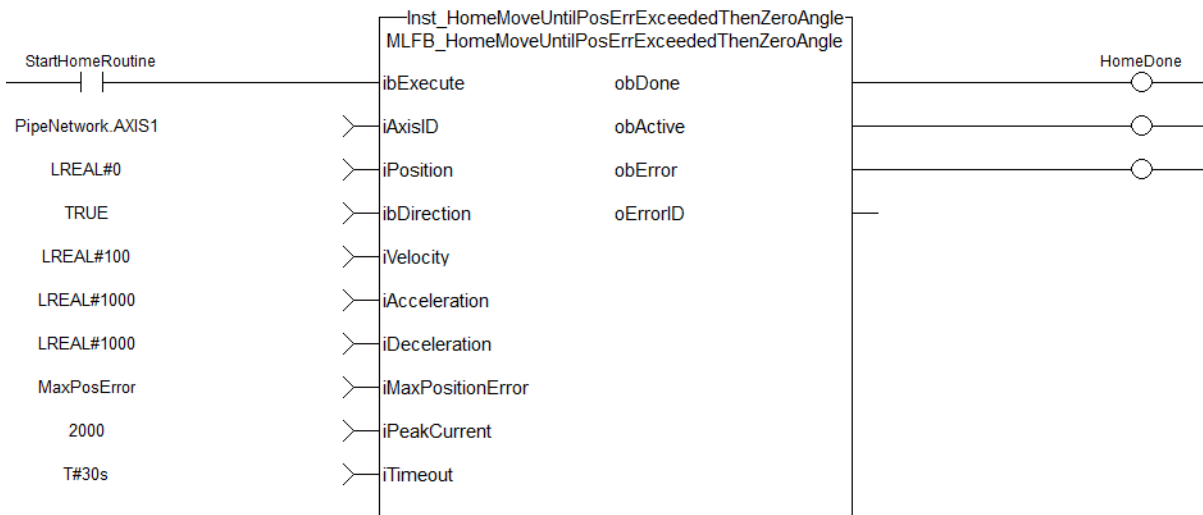 Inst_HomeMoveUntilPosErrExceededThenZeroAngle
MLFB_HomeMoveUntilPosErrExceededThenZeroAngle
StartHomeRoutine ibExecute obDone HomeDone
PipeNetwork.AXIS1 iAxisID obActive
LREAL#0 iPosition obError
TRUE ibDirection oErrorID
LREAL#100 iVelocity
LREAL#1000 iAcceleration
LREAL#1000 iDeceleration
MaxPosError iMaxPositionError
2000 iPeakCurrent
T#30s iTimeout